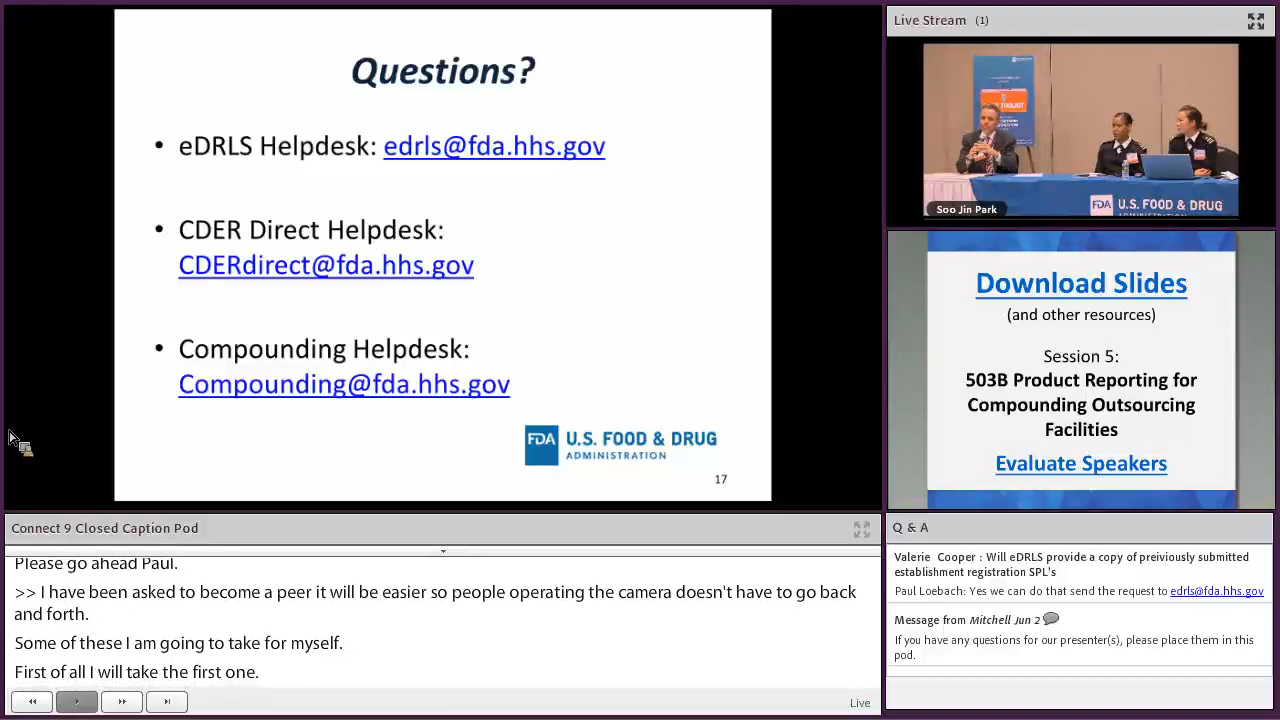 Questions?
• eDRLS Helpdesk: edrls@fda.hhs.gov
• CDER Direct Helpdesk:
CDERdirect@fda.hhs.gov
• Compounding Helpdesk:
Compounding@fda.hhs.gov
FDA U.S. FOOD & DRUG
ADMINISTRATION
17
Live Stream (1)
TOOLKIT
Soo Jin Park
FDA U.S. FOOD & DRUG
ADMINISTRATION
Download Slides
(and other resources)
Session 5:
503B Product Reporting for
Compounding Outsourcing
Facilities
Evaluate Speakers
Connect 9 Closed Caption Pod
Please go ahead Paul.
>> I have been asked to become a peer it will be easier so people operating the camera doesn't have to go back
and forth.
Some of these I am going to take for myself.
First of all I will take the first one.
Live
Q & A
Valerie Cooper : Will eDRLS provide a copy of preiviously submitted
establishment registration SPL's
Paul Loebach: Yes we can do that send the request to edrls@fda.hhs.gov
Message from Mitchell Jun 2
If you have any questions for our presenter(s), please place them in this
pod.